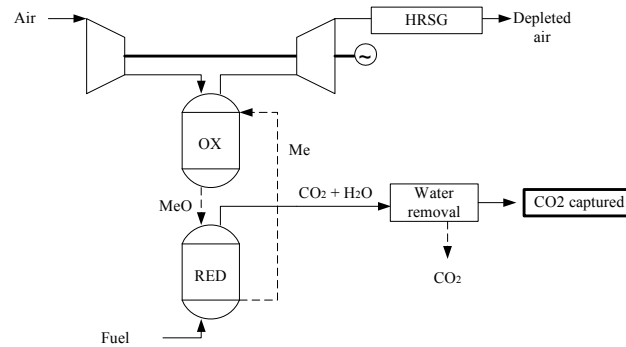 Air
HRSG
Depleted
air
~
OX
Me
MeO
CO2 + H2O
Water
removal
CO2 captured
RED
CO2
Fuel